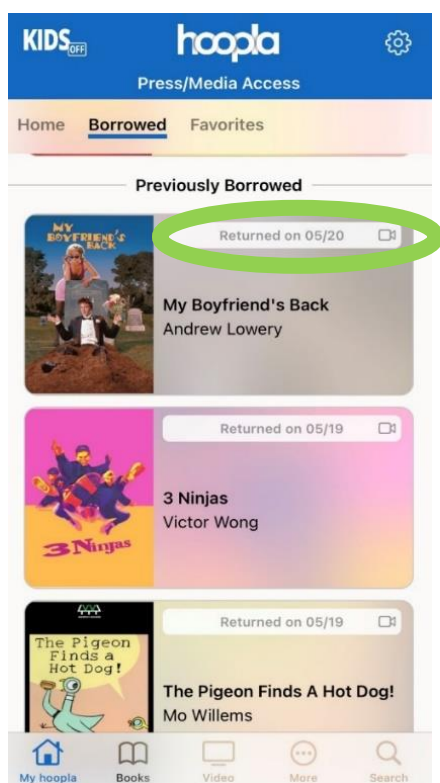 KIDS OFF
hoopla
Press/Media Access
Home Borrowed Favorites
Previously Borrowed
MY BOYFRIEND'S BACK
Returned on 05/20
My Boyfriend's Back
Andrew Lowery
Returned on 05/19
3 Ninjas
Victor Wong
3 Ninjas
Returned on 05/19
The Pigeon
Finds a
Hot Dog!
The Pigeon Finds A Hot Dog!
Mo Willems
My hoopla Books Video More Search